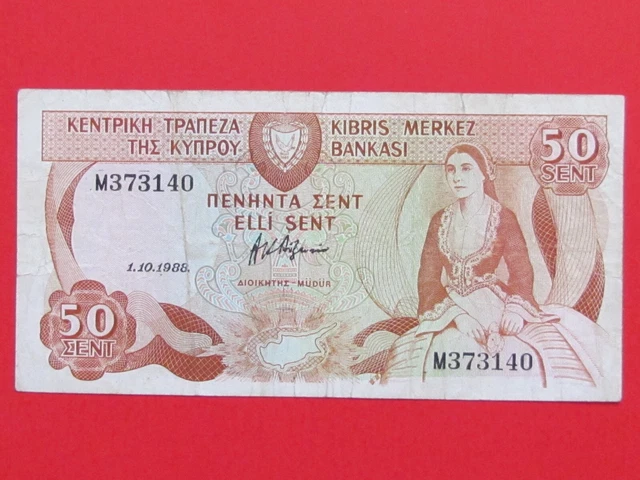 ΚΕΝΤΡΙΚΗ ΤΡΑΠΕΖΑ
ΤΗΣ ΚΥΠΡΟΥ
KIBRIS MERKEZ
BANKASI
50
SENT
M373140
ΠΕΝΗΝΤΑ ΣΕΝΤ
ELLİ SENT
1.10.1988.
ΔΙΟΙΚΗΤΗΣ – MÜDÜR
50
ΣΕΝΤ
M373140